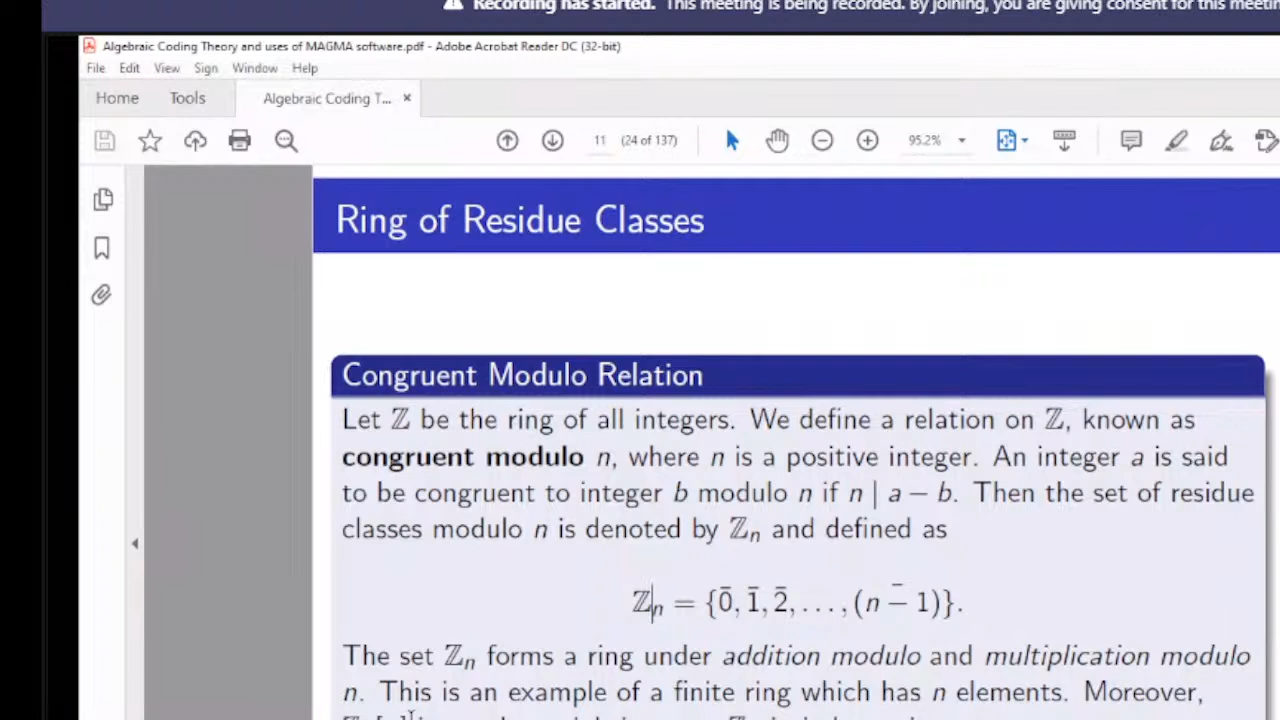 Recording has started. This meeting is being recorded. By joining, you are giving consent for this meetin
Algebraic Coding Theory and uses of MAGMA software.pdf - Adobe Acrobat Reader DC (32-bit)
File Edit View Sign Window Help
Home Tools Algebraic Coding T... ×
11 (24 of 137) 95.2%
Ring of Residue Classes
Congruent Modulo Relation
Let ℤ be the ring of all integers. We define a relation on ℤ, known as
congruent modulo n, where n is a positive integer. An integer a is said
to be congruent to integer b modulo n if n | a − b. Then the set of residue
classes modulo n is denoted by ℤₙ and defined as
ℤₙ = {0̄, 1̄, 2̄, . . . , (n −̄ 1)}.
The set ℤₙ forms a ring under addition modulo and multiplication modulo
n. This is an example of a finite ring which has n elements. Moreover,